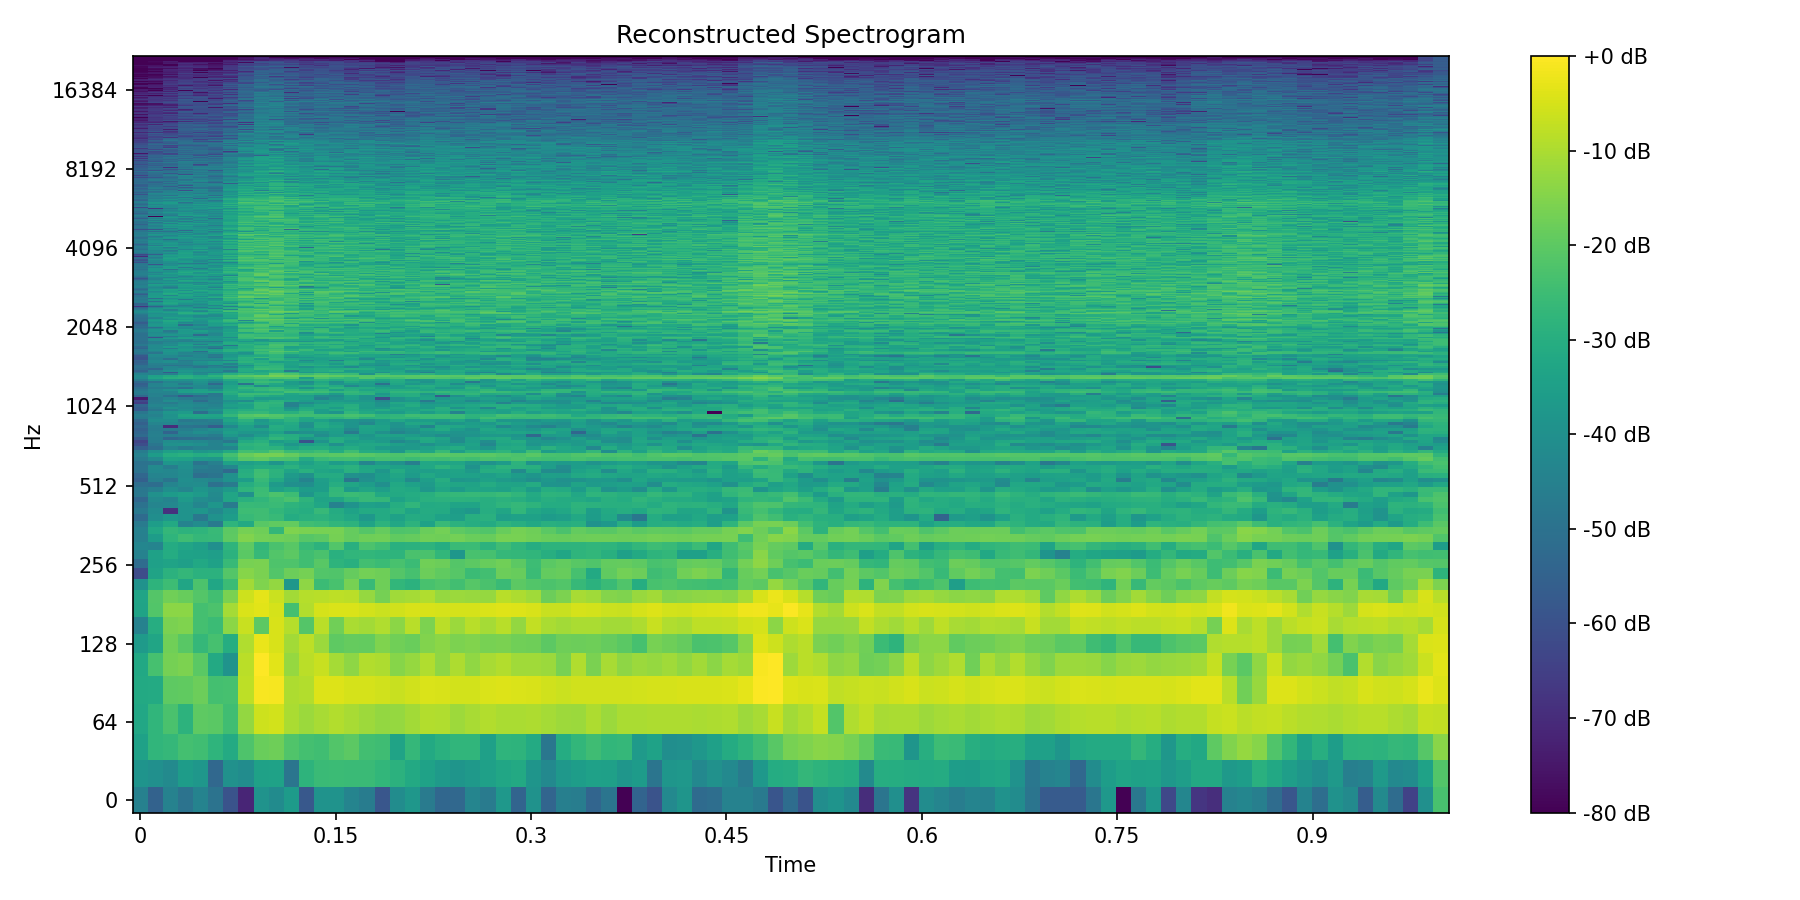 Reconstructed Spectrogram
Hz
16384
8192
4096
2048
1024
512
256
128
64
0
0 0.15 0.3 0.45 0.6 0.75 0.9
Time
+0 dB
-10 dB
-20 dB
-30 dB
-40 dB
-50 dB
-60 dB
-70 dB
-80 dB